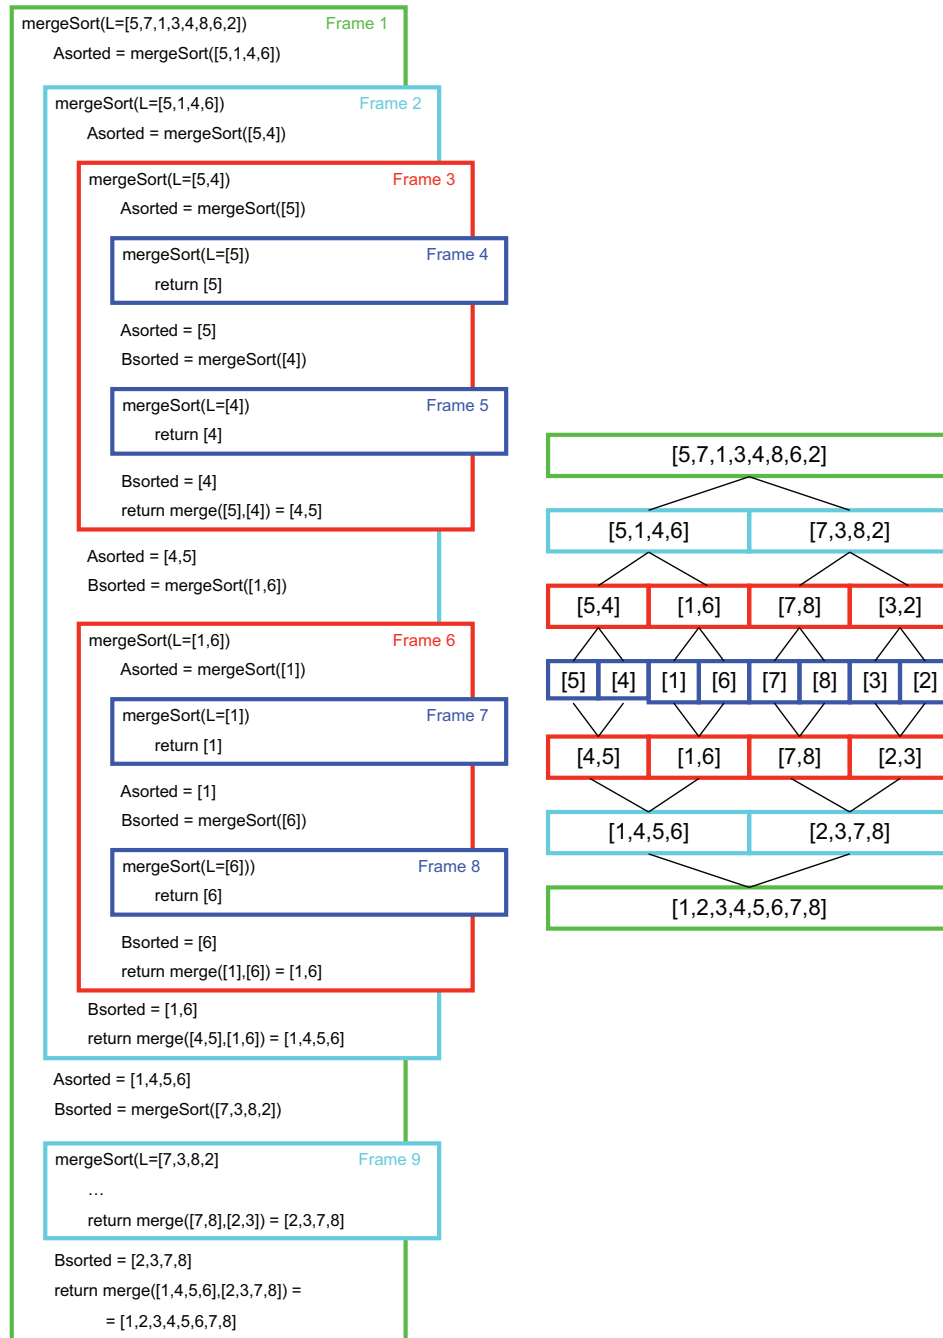 mergeSort(L=[5,7,1,3,4,8,6,2]) Frame 1
Asorted = mergeSort([5,1,4,6])
mergeSort(L=[5,1,4,6]) Frame 2
Asorted = mergeSort([5,4])
mergeSort(L=[5,4]) Frame 3
Asorted = mergeSort([5])
mergeSort(L=[5]) Frame 4
return [5]
Asorted = [5]
Bsorted = mergeSort([4])
mergeSort(L=[4]) Frame 5
return [4]
Bsorted = [4]
return merge([5],[4]) = [4,5]
Asorted = [4,5]
Bsorted = mergeSort([1,6])
mergeSort(L=[1,6]) Frame 6
Asorted = mergeSort([1])
mergeSort(L=[1]) Frame 7
return [1]
Asorted = [1]
Bsorted = mergeSort([6])
mergeSort(L=[6])) Frame 8
return [6]
Bsorted = [6]
return merge([1],[6]) = [1,6]
Bsorted = [1,6]
return merge([4,5],[1,6]) = [1,4,5,6]
Asorted = [1,4,5,6]
Bsorted = mergeSort([7,3,8,2])
mergeSort(L=[7,3,8,2] Frame 9
…
return merge([7,8],[2,3]) = [2,3,7,8]
Bsorted = [2,3,7,8]
return merge([1,4,5,6],[2,3,7,8]) =
= [1,2,3,4,5,6,7,8]
[5,7,1,3,4,8,6,2]
[5,1,4,6] [7,3,8,2]
[5,4] [1,6] [7,8] [3,2]
[5] [4] [1] [6] [7] [8] [3] [2]
[4,5] [1,6] [7,8] [2,3]
[1,4,5,6] [2,3,7,8]
[1,2,3,4,5,6,7,8]